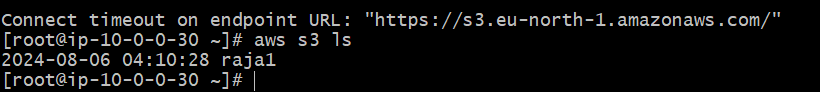 Connect timeout on endpoint URL: "https://s3.eu-north-1.amazonaws.com/"
[root@ip-10-0-0-30 ~]# aws s3 ls
2024-08-06 04:10:28 raja1
[root@ip-10-0-0-30 ~]#